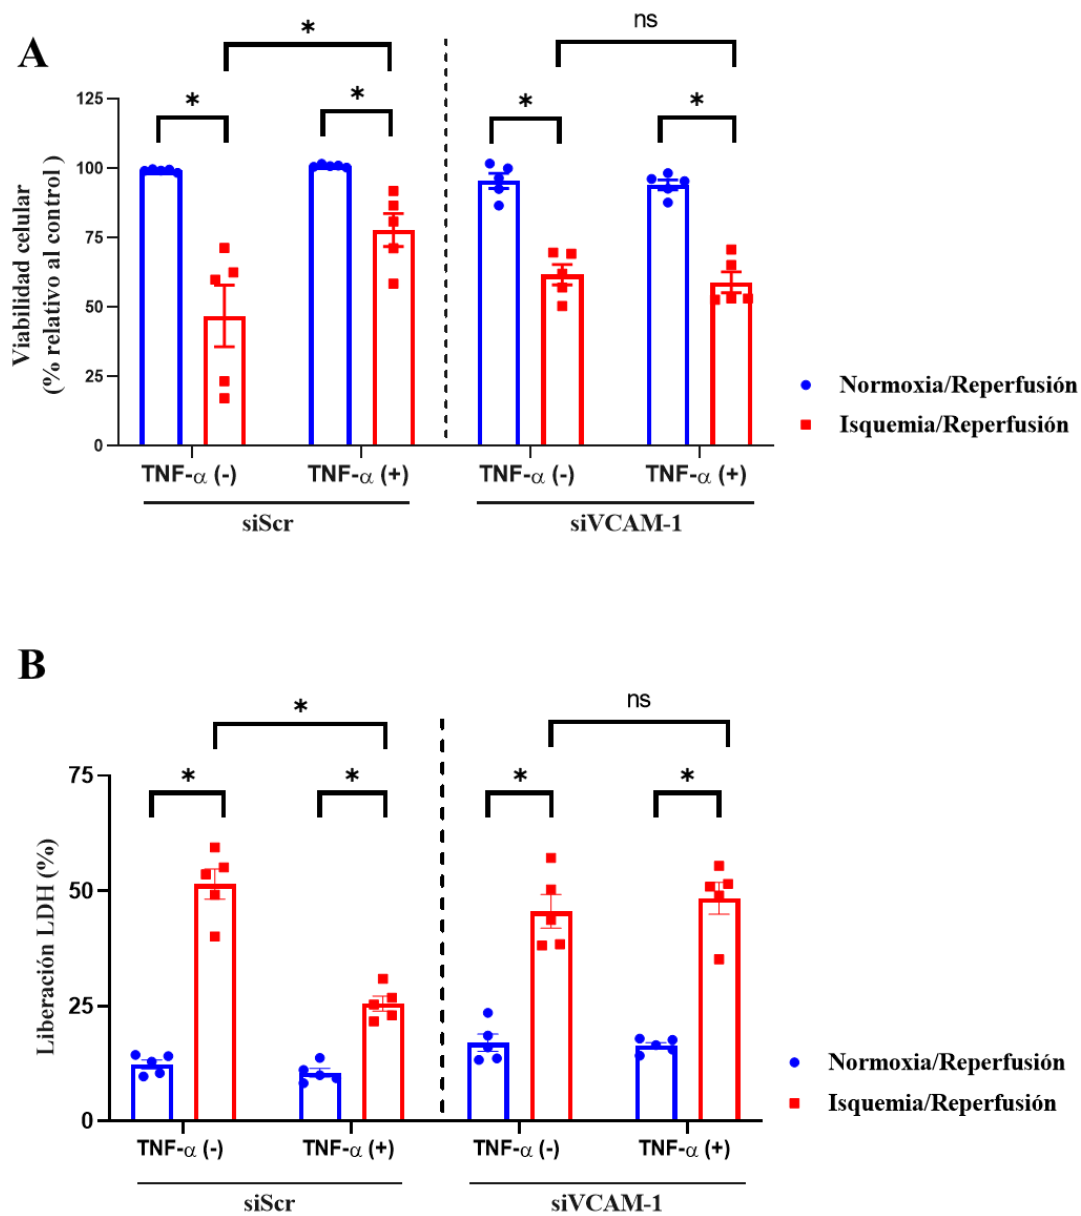 A
*
ns
*
*
*
*
125
100
75
50
25
0
Viabilidad celular
(% relativo al control )
TNF-α (-)
TNF-α (+)
TNF-α (-)
TNF-α (+)
siScr
siVCAM-1
Normoxia/Reperfusión
Isquemia/Reperfusión
B
*
ns
*
*
*
*
75
50
25
0
Liberación LDH (%)
TNF-α (-)
TNF-α (+)
TNF-α (-)
TNF-α (+)
siScr
siVCAM-1
Normoxia/Reperfusión
Isquemia/Reperfusión